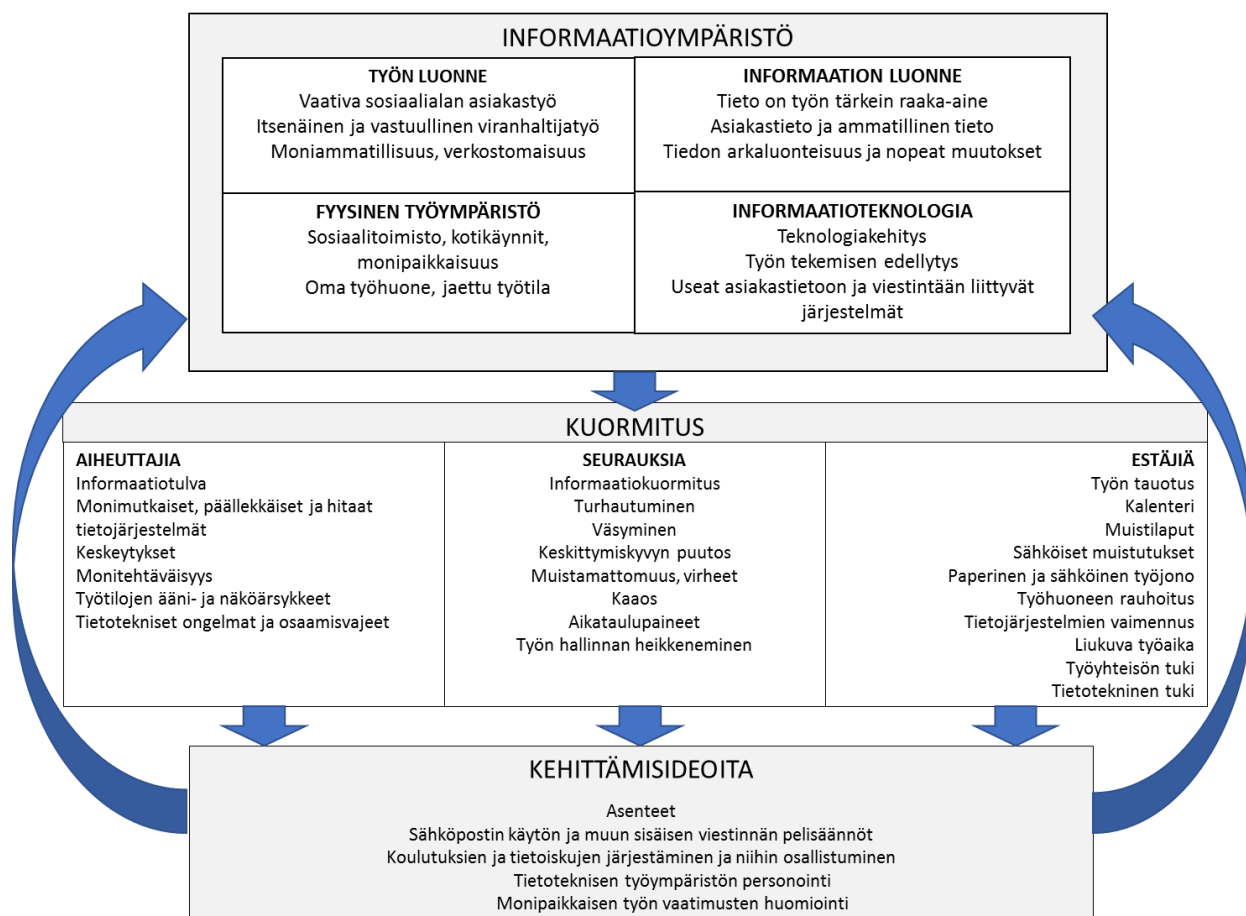 INFORMAATIOYMPÄRISTÖ
TYÖN LUONNE
Vaativa sosiaalialan asiakastyö
Itsenäinen ja vastuullinen viranhaltijatyö
Moniammatillisuus, verkostomaisuus
INFORMAATION LUONNE
Tieto on työn tärkein raaka-aine
Asiakastieto ja ammatillinen tieto
Tiedon arkaluonteisuus ja nopeat muutokset
FYYSINEN TYÖYMPÄRISTÖ
Sosiaalitoimisto, kotikäynnit,
monipaikkaisuus
Oma työhuone, jaettu työtila
INFORMAATIOTEKNOLOGIA
Teknologiakehitys
Työn tekemisen edellytys
Useat asiakastietoon ja viestintään liittyvät
järjestelmät
KUORMITUS
AIHEUTTAJIA
Informaatiotulva
Monimutkaiset, päällekkäiset ja hitaat
tietojärjestelmät
Keskeytykset
Monitehtäväisyys
Työtilojen ääni- ja näköärsykkeet
Tietotekniset ongelmat ja osaamisvajeet
SEURAUKSIA
Informaatiokuormitus
Turhautuminen
Väsyminen
Keskittymiskyvyn puutos
Muistamattomuus, virheet
Kaaos
Aikataulupaineet
Työn hallinnan heikkeneminen
ESTÄJIÄ
Työn tauotus
Kalenteri
Muistilaput
Sähköiset muistutukset
Paperinen ja sähköinen työjono
Työhuoneen rauhoitus
Tietojärjestelmien vaimennus
Liukuva työaika
Työyhteisön tuki
Tietotekninen tuki
KEHITTÄMISIDEOITA
Asenteet
Sähköpostin käytön ja muun sisäisen viestinnän pelisäännöt
Koulutuksien ja tietoiskujen järjestäminen ja niihin osallistuminen
Tietoteknisen työympäristön personointi
Monipaikkaisen työn vaatimusten huomiointi